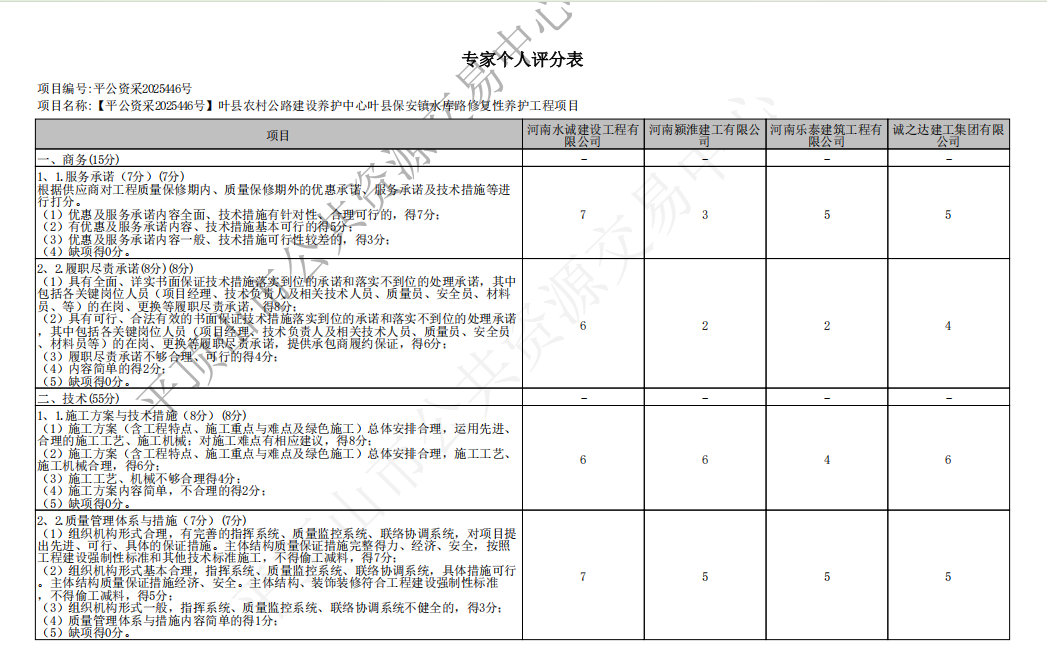 专家个人评分表
项目编号:平公资采2025446号
项目名称:【平公资采2025446号】叶县农村公路建设养护中心叶县保安镇水库路修复性养护工程项目
项目 河南水诚建设工程有限公司 河南颍淮建工有限公司 河南乐泰建筑工程有限公司 诚之达建工集团有限公司
一、商务(15分) - - - -
1、1.服务承诺（7分）(7分)
根据供应商对工程质量保修期内、质量保修期外的优惠承诺、服务承诺及技术措施等进
行打分。
（1）优惠及服务承诺内容全面、技术措施有针对性、合理可行的，得7分；
（2）有优惠及服务承诺内容、技术措施基本可行的得5分；
（3）优惠及服务承诺内容一般、技术措施可行性较差的，得3分；
（4）缺项得0分。
7 3 5 5
2、2.履职尽责承诺(8分)(8分)
（1）具有全面、详实书面保证技术措施落实到位的承诺和落实不到位的处理承诺，其中
包括各关键岗位人员（项目经理、技术负责人及相关技术人员、质量员、安全员、材料
员、等）的在岗、更换等履职尽责承诺，得8分；
（2）具有可行、合法有效的书面保证技术措施落实到位的承诺和落实不到位的处理承诺
，其中包括各关键岗位人员（项目经理、技术负责人及相关技术人员、质量员、安全员
、材料员等）的在岗、更换等履职尽责承诺，提供承包商履约保证，得6分；
（3）履职尽责承诺不够合理、可行的得4分；
（4）内容简单的得2分；
（5）缺项得0分。
6 2 2 4
二、技术(55分) - - - -
1、1.施工方案与技术措施（8分）(8分)
（1）施工方案（含工程特点、施工重点与难点及绿色施工）总体安排合理，运用先进、
合理的施工工艺、施工机械；对施工难点有相应建议，得8分；
（2）施工方案（含工程特点、施工重点与难点及绿色施工）总体安排合理，施工工艺、
施工机械合理，得6分；
（3）施工工艺、机械不够合理得4分；
（4）施工方案内容简单，不合理的得2分；
（5）缺项得0分。
6 6 4 6
2、2.质量管理体系与措施（7分）(7分)
（1）组织机构形式合理，有完善的指挥系统、质量监控系统、联络协调系统，对项目提
出先进、可行、具体的保证措施。主体结构质量保证措施完整得力、经济、安全，按照
工程建设强制性标准和其他技术标准施工，不得偷工减料，得7分；
（2）组织机构形式基本合理，指挥系统、质量监控系统、联络协调系统，具体措施可行
。主体结构质量保证措施经济、安全。主体结构、装饰装修符合工程建设强制性标准
，不得偷工减料，得5分；
（3）组织机构形式一般，指挥系统、质量监控系统、联络协调系统不健全的，得3分；
（4）质量管理体系与措施内容简单的得1分；
（5）缺项得0分。
7 5 5 5
平顶山市公共资源交易中心
平顶山市公共资源交易中心